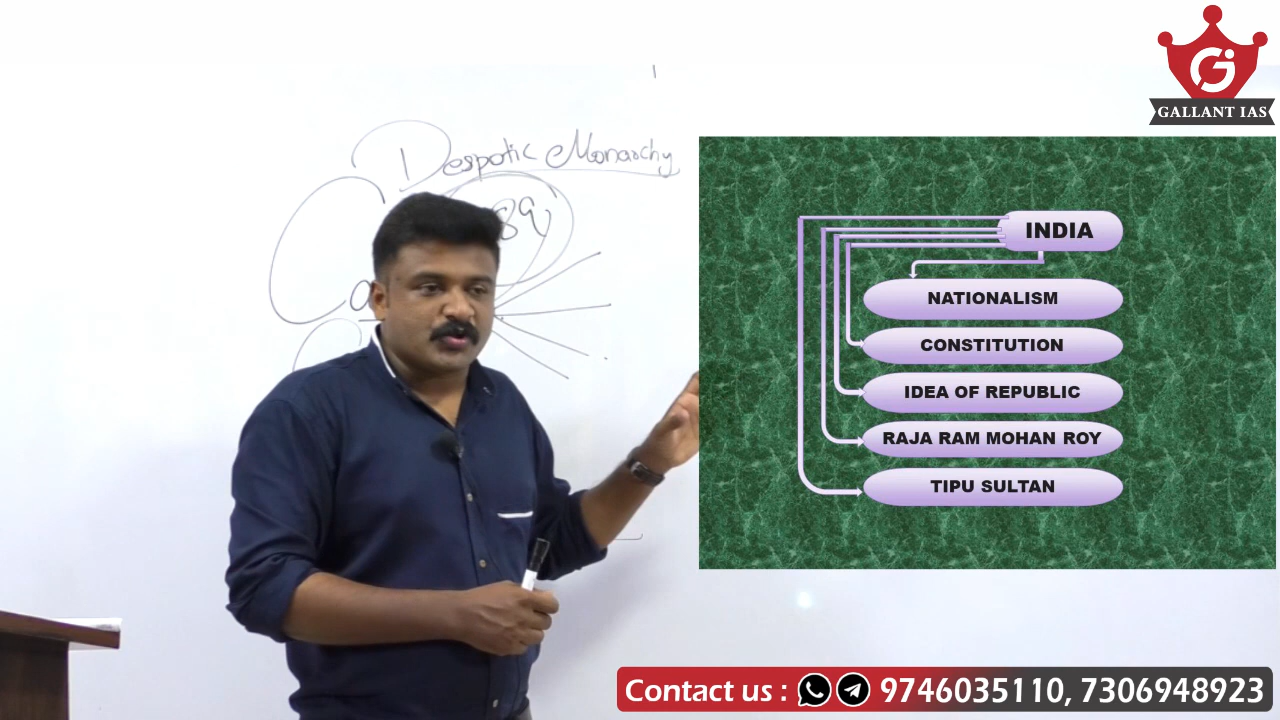 GALLANT IAS
Despotic Monarchy
89
INDIA
NATIONALISM
CONSTITUTION
IDEA OF REPUBLIC
RAJA RAM MOHAN ROY
TIPU SULTAN
Contact us : 9746035110, 7306948923